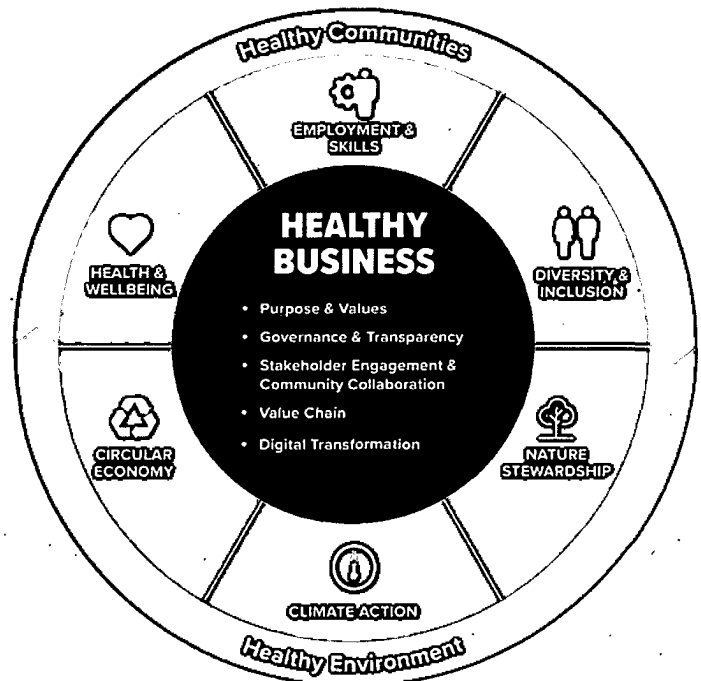 Healthy Communities
EMPLOYMENT &
SKILLS
HEALTH &
WELLBEING
DIVERSITY &
INCLUSION
HEALTHY
BUSINESS
• Purpose & Values
• Governance & Transparency
• Stakeholder Engagement &
Community Collaboration
• Value Chain
• Digital Transformation
CIRCULAR
ECONOMY
NATURE
STEWARDSHIP
CLIMATE ACTION
Healthy Environment